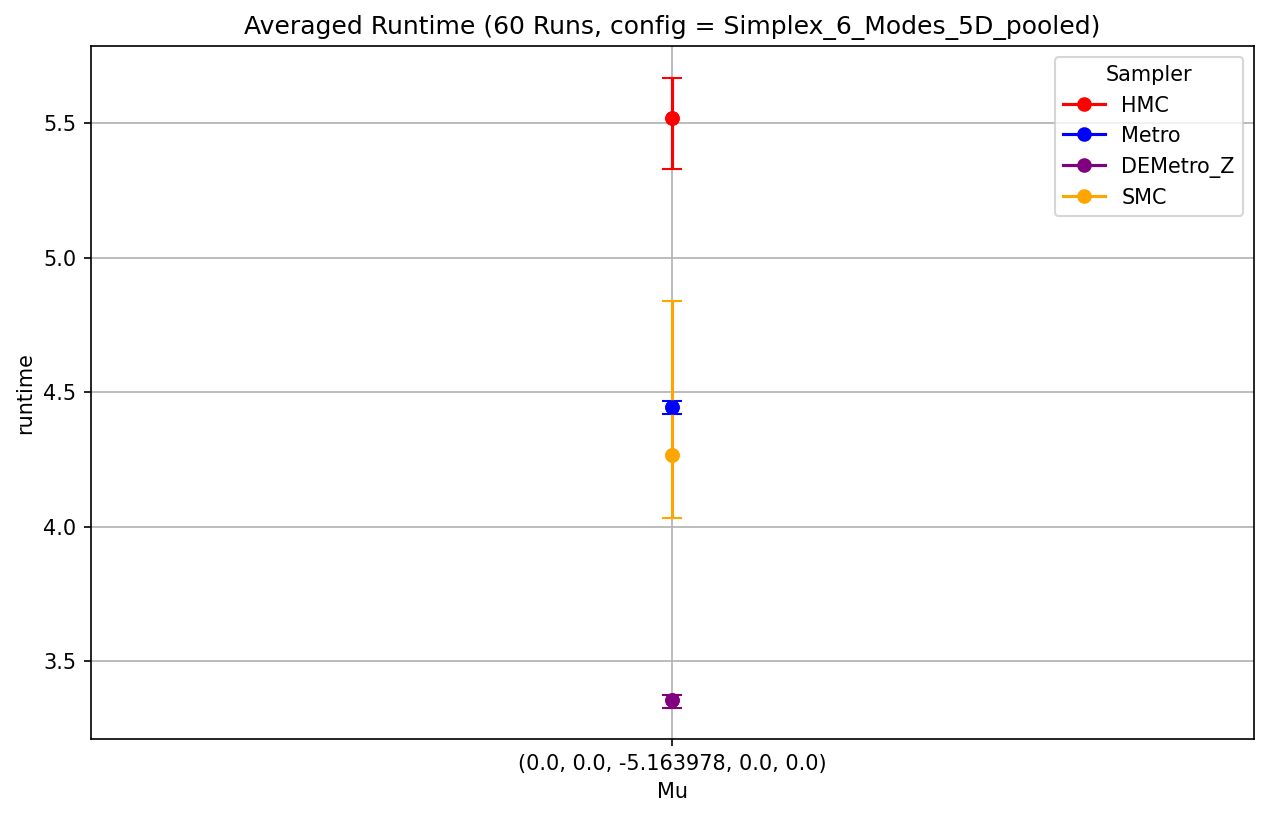 Averaged Runtime (60 Runs, config = Simplex_6_Modes_5D_pooled)
Sampler
HMC
Metro
DEMetro_Z
SMC
5.5
5.0
4.5
4.0
3.5
runtime
(0.0, 0.0, -5.163978, 0.0, 0.0)
Mu